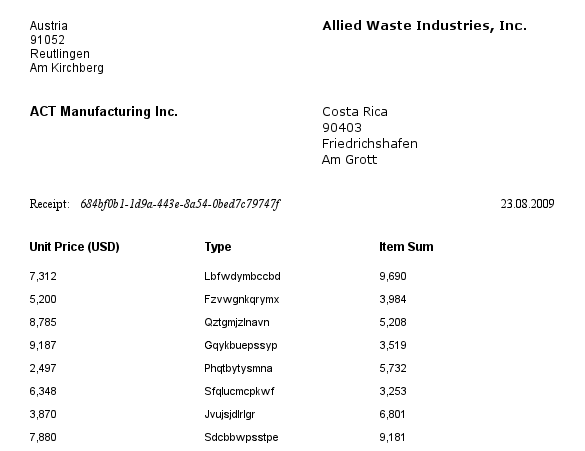 Austria
91052
Reutlingen
Am Kirchberg
Allied Waste Industries, Inc.
ACT Manufacturing Inc.
Costa Rica
90403
Friedrichshafen
Am Grott
Receipt: 684bf0b1-1d9a-443e-8a54-0bed7c79747f 23.08.2009
Unit Price (USD) Type Item Sum
7,312 Lbfwdymbccbd 9,690
5,200 Fzvwgnkqrymx 3,984
8,785 Qztgmjzlnavn 5,208
9,187 Gqykbuepssyp 3,519
2,497 Phqtbytysmna 5,732
6,348 Sfqlucmcpkwf 3,253
3,870 Jvujsjdlrlgr 6,801
7,880 Sdcbbwpsstpe 9,181